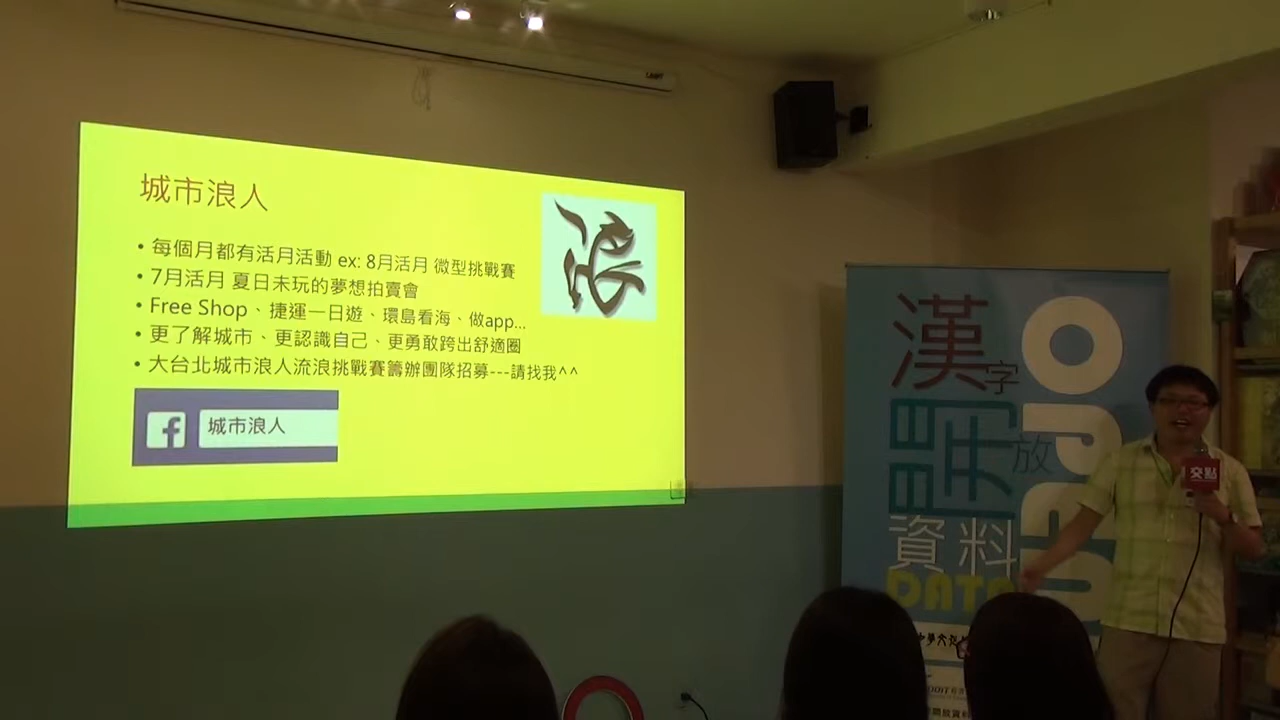 城市浪人
浪
• 每個月都有活月活動 ex: 8月活月 微型挑戰賽
• 7月活月 夏日未玩的夢想拍賣會
• Free Shop、捷運一日遊、環島看海、做app...
• 更了解城市、更認識自己、更勇敢跨出舒適圈
• 大台北城市浪人流浪挑戰賽籌辦團隊招募---請找我^^
f 城市浪人
漢字
開放
資料
OPEN
DATA
交點